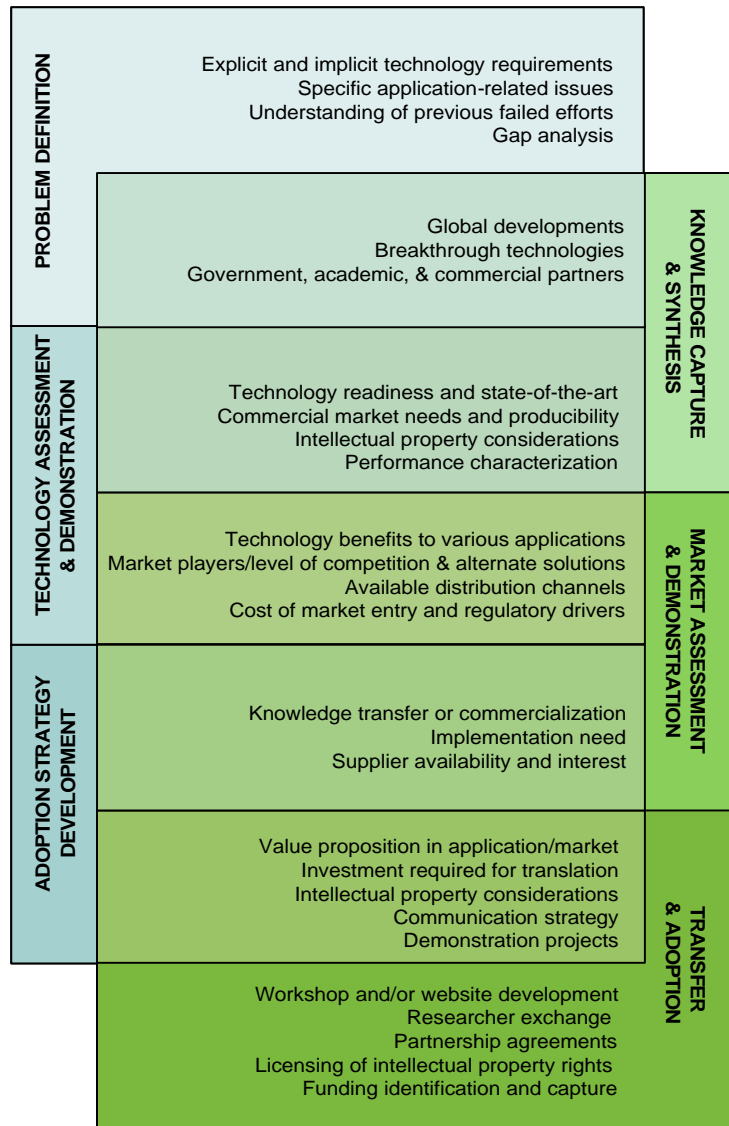 PROBLEM DEFINITION
Explicit and implicit technology requirements
Specific application-related issues
Understanding of previous failed efforts
Gap analysis
KNOWLEDGE CAPTURE
& SYNTHESIS
Global developments
Breakthrough technologies
Government, academic, & commercial partners
TECHNOLOGY ASSESSMENT
& DEMONSTRATION
Technology readiness and state-of-the-art
Commercial market needs and producibility
Intellectual property considerations
Performance characterization
MARKET ASSESSMENT
& DEMONSTRATION
Technology benefits to various applications
Market players/level of competition & alternate solutions
Available distribution channels
Cost of market entry and regulatory drivers
ADOPTION STRATEGY
DEVELOPMENT
Knowledge transfer or commercialization
Implementation need
Supplier availability and interest
TRANSFER
& ADOPTION
Value proposition in application/market
Investment required for translation
Intellectual property considerations
Communication strategy
Demonstration projects
Workshop and/or website development
Researcher exchange
Partnership agreements
Licensing of intellectual property rights
Funding identification and capture